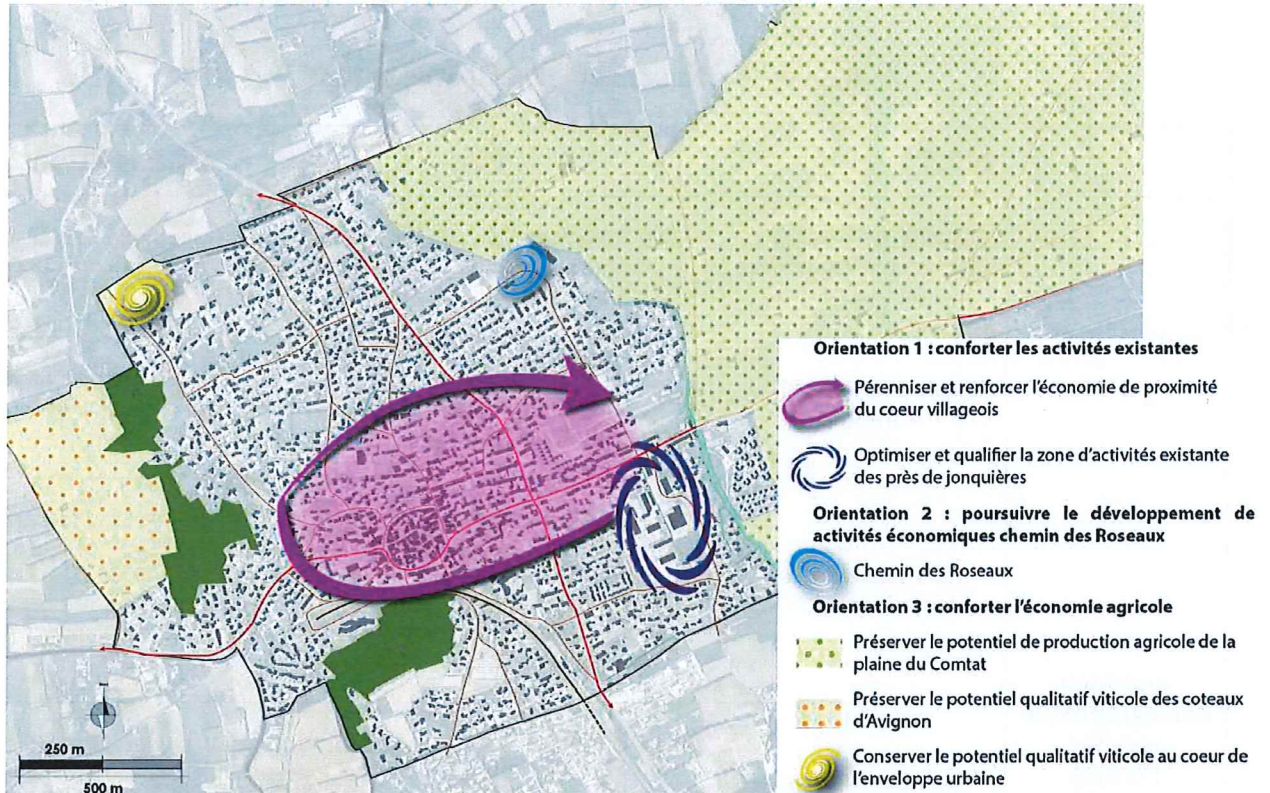 Orientation 1 : conforter les activités existantes
Pérenniser et renforcer l'économie de proximité
du coeur villageois
Optimiser et qualifier la zone d'activités existante
des près de jonquières
Orientation 2 : poursuivre le développement de
activités économiques chemin des Roseaux
Chemin des Roseaux
Orientation 3 : conforter l'économie agricole
Préserver le potentiel de production agricole de la
plaine du Comtat
Préserver le potentiel qualitatif viticole des coteaux
d'Avignon
Conserver le potentiel qualitatif viticole au coeur de
l'enveloppe urbaine
250 m
500 m